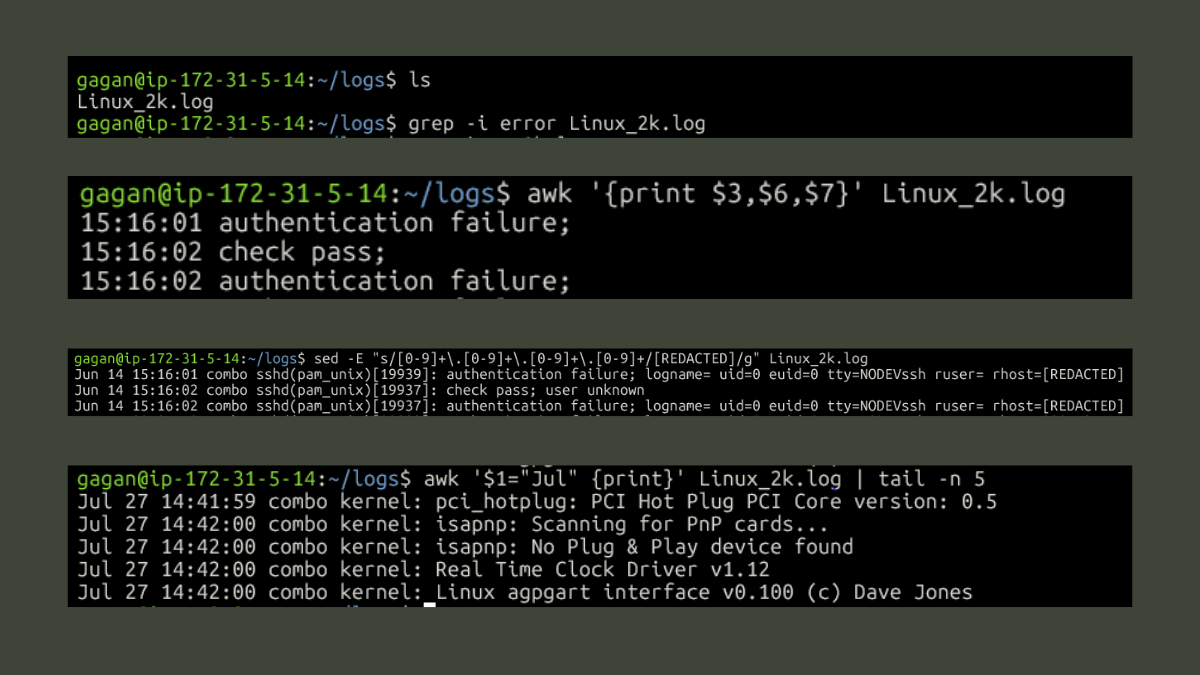 gagan@ip-172-31-5-14:~/logs$ ls
Linux_2k.log
gagan@ip-172-31-5-14:~/logs$ grep -i error Linux_2k.log
gagan@ip-172-31-5-14:~/logs$ awk '{print $3,$6,$7}' Linux_2k.log
15:16:01 authentication failure;
15:16:02 check pass;
15:16:02 authentication failure;
gagan@ip-172-31-5-14:~/logs$ sed -E "s/[0-9]+\.[0-9]+\.[0-9]+\.[0-9]+/[REDACTED]/g" Linux_2k.log
Jun 14 15:16:01 combo sshd(pam_unix)[19939]: authentication failure; logname= uid=0 euid=0 tty=NODEVssh ruser= rhost=[REDACTED]
Jun 14 15:16:02 combo sshd(pam_unix)[19937]: check pass; user unknown
Jun 14 15:16:02 combo sshd(pam_unix)[19937]: authentication failure; logname= uid=0 euid=0 tty=NODEVssh ruser= rhost=[REDACTED]
gagan@ip-172-31-5-14:~/logs$ awk '$1="Jul" {print}' Linux_2k.log | tail -n 5
Jul 27 14:41:59 combo kernel: pci_hotplug: PCI Hot Plug PCI Core version: 0.5
Jul 27 14:42:00 combo kernel: isapnp: Scanning for PnP cards...
Jul 27 14:42:00 combo kernel: isapnp: No Plug & Play device found
Jul 27 14:42:00 combo kernel: Real Time Clock Driver v1.12
Jul 27 14:42:00 combo kernel: Linux agpgart interface v0.100 (c) Dave Jones